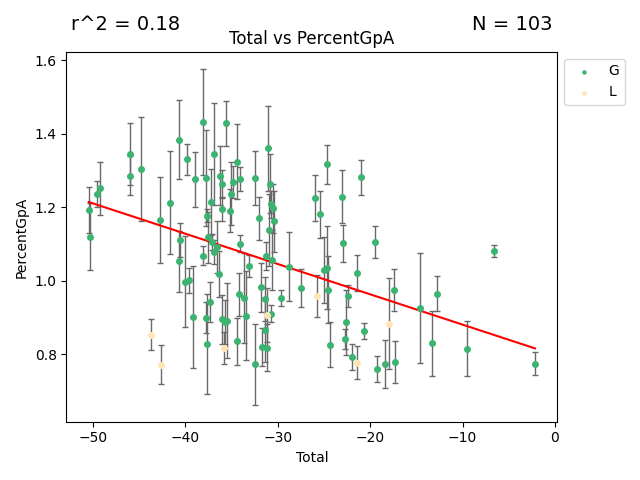 r^2 = 0.18 N = 103
Total vs PercentGpA
1.6
1.4
1.2
1.0
0.8
PercentGpA
−50 −40 −30 −20 −10 0
Total
G
L